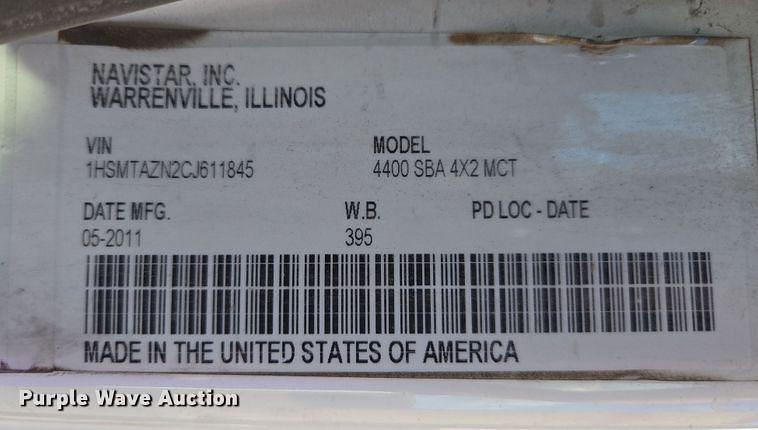 NAVISTAR, INC.
WARRENVILLE, ILLINOIS
VIN MODEL
1HSMTAZN2CJ611845 4400 SBA 4X2 MCT
DATE MFG. W.B. PD LOC - DATE
05-2011 395
MADE IN THE UNITED STATES OF AMERICA
Purple Wave Auction